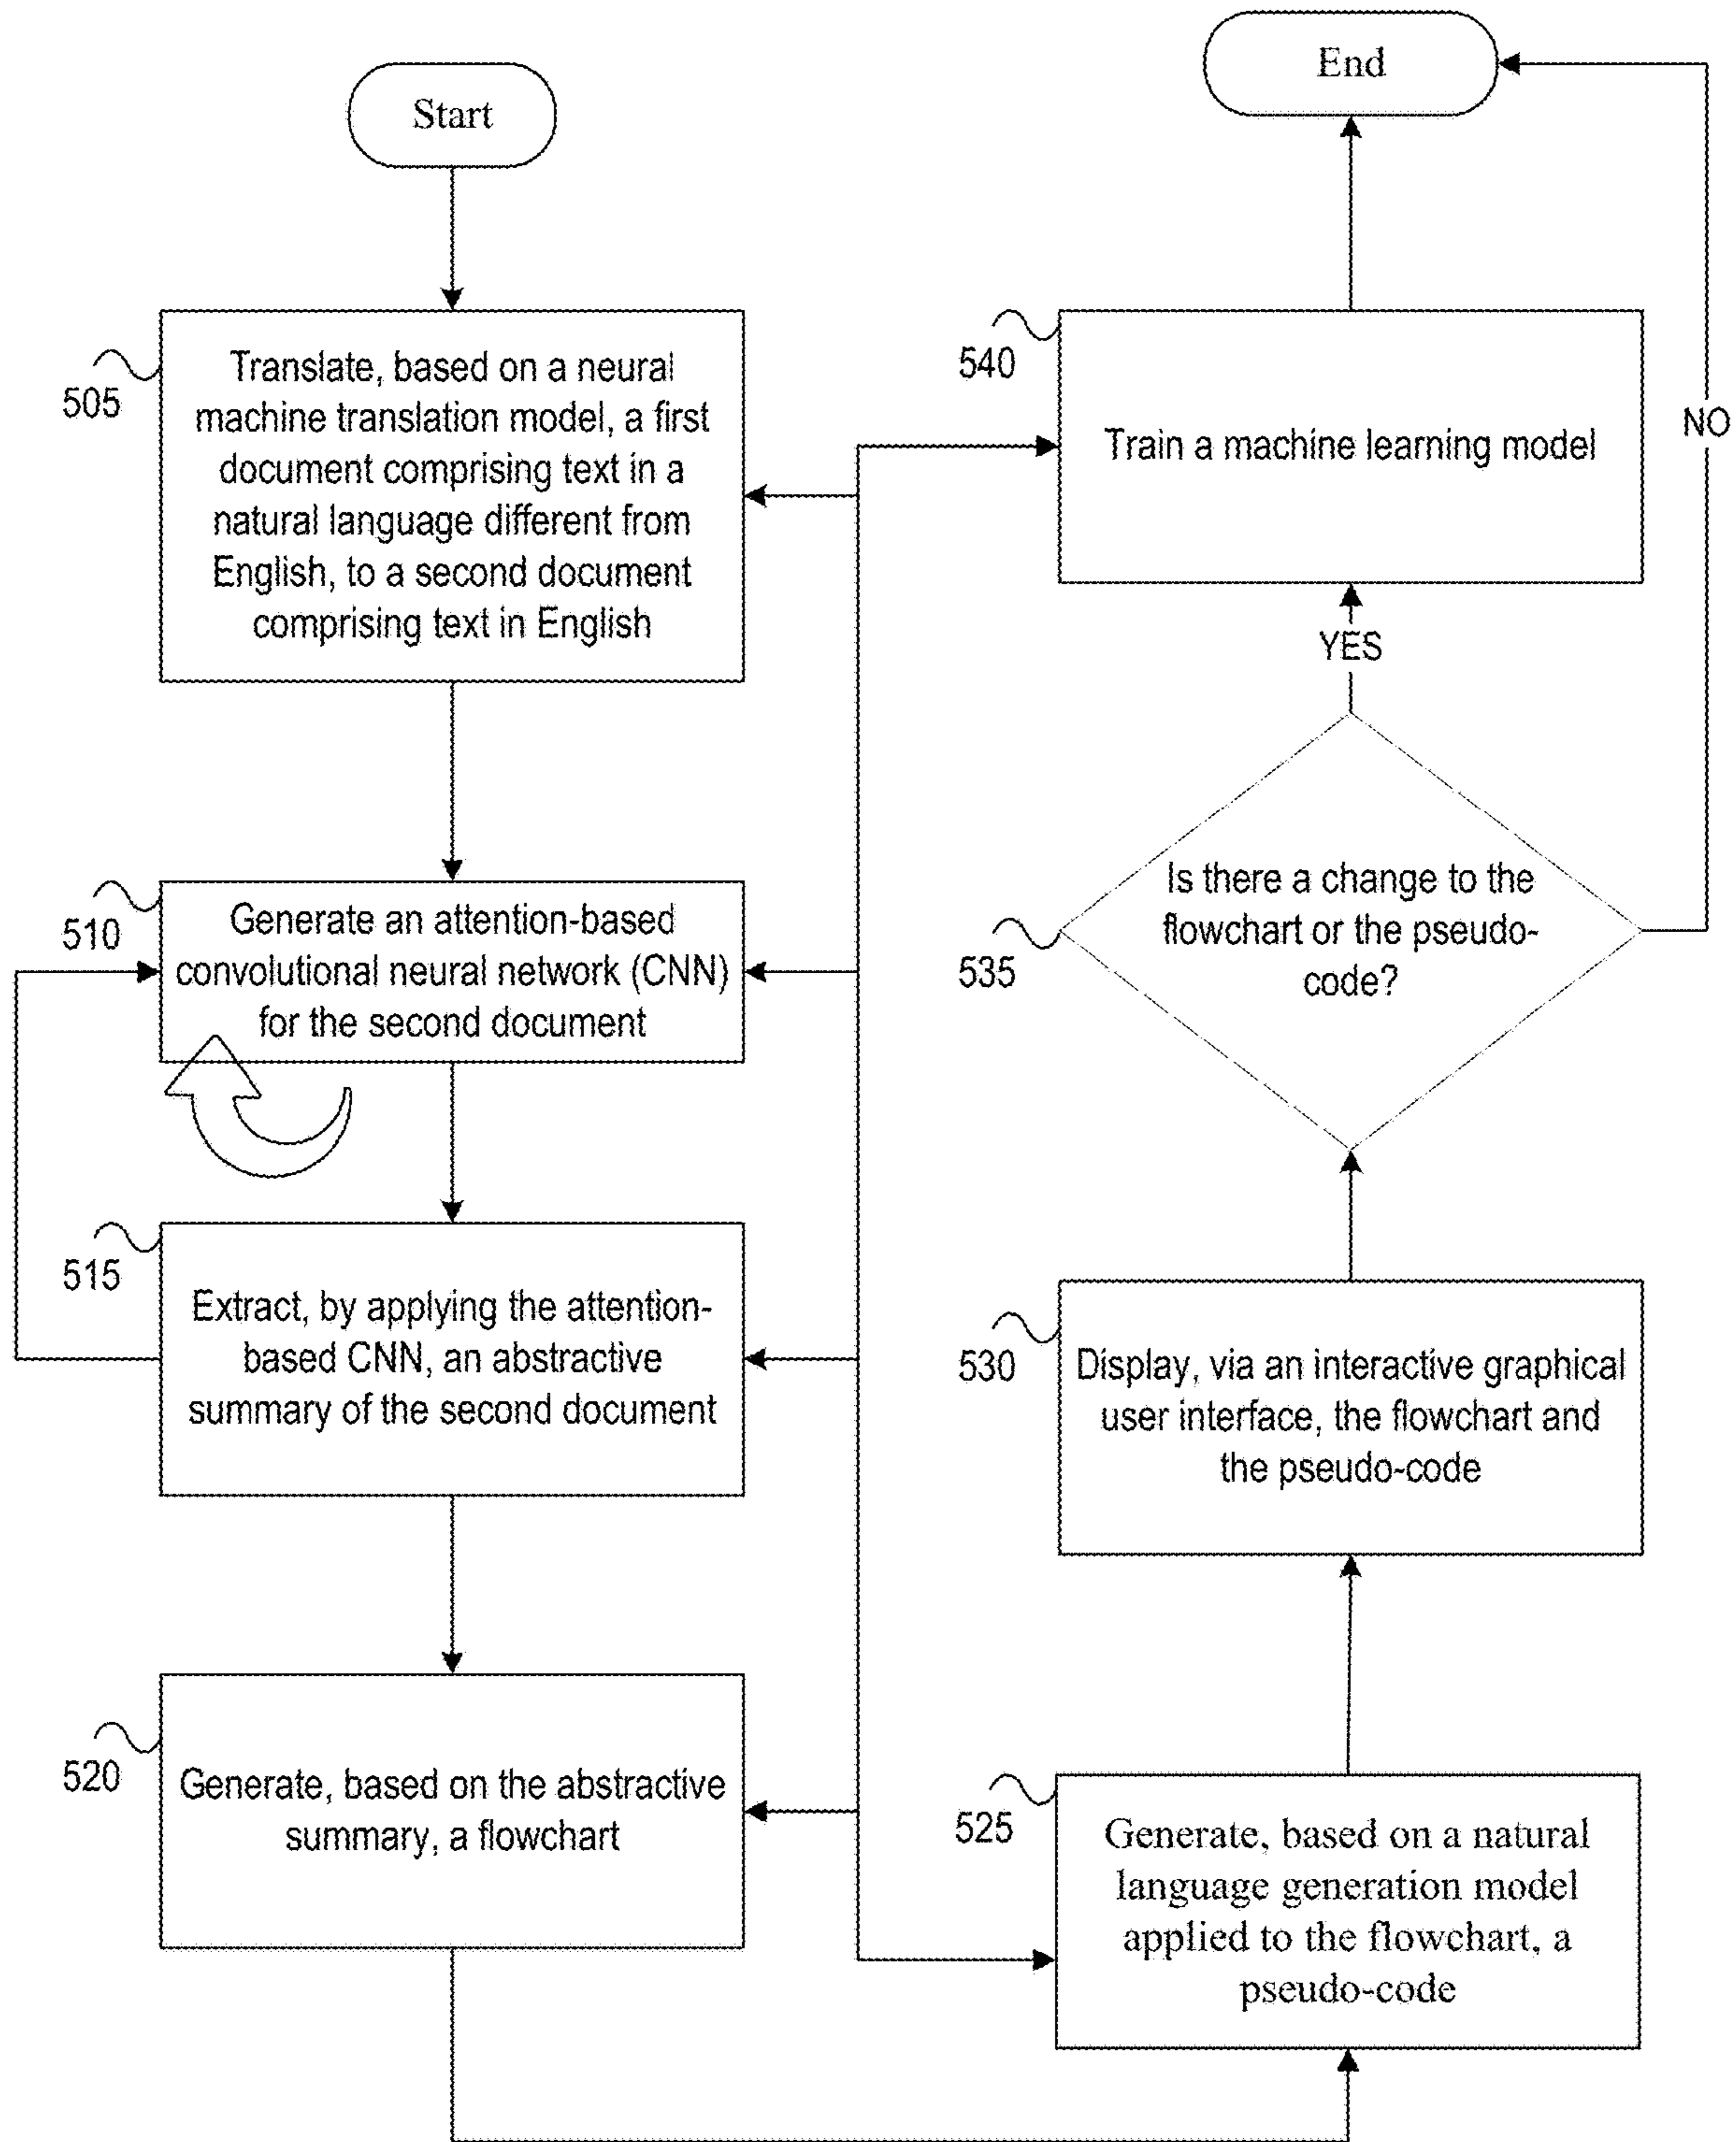 Start
505
Translate, based on a neural
machine translation model, a first
document comprising text in a
natural language different from
English, to a second document
comprising text in English
510
Generate an attention-based
convolutional neural network (CNN)
for the second document
515
Extract, by applying the attention-
based CNN, an abstractive
summary of the second document
520
Generate, based on the abstractive
summary, a flowchart
525
Generate, based on a natural
language generation model
applied to the flowchart, a
pseudo-code
530
Display, via an interactive graphical
user interface, the flowchart and
the pseudo-code
535
Is there a change to the
flowchart or the pseudo-
code?
YES
NO
540
Train a machine learning model
End